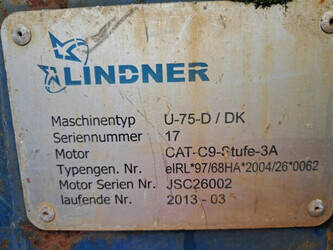 LINDNER
Maschinentyp U-75-D / DK
Seriennummer 17
Motor CAT-C9-Stufe-3A
Typengen. Nr. eIRL*97/68HA*2004/26*0062
Motor Serien Nr. JSC26002
laufende Nr. 2013 - 03